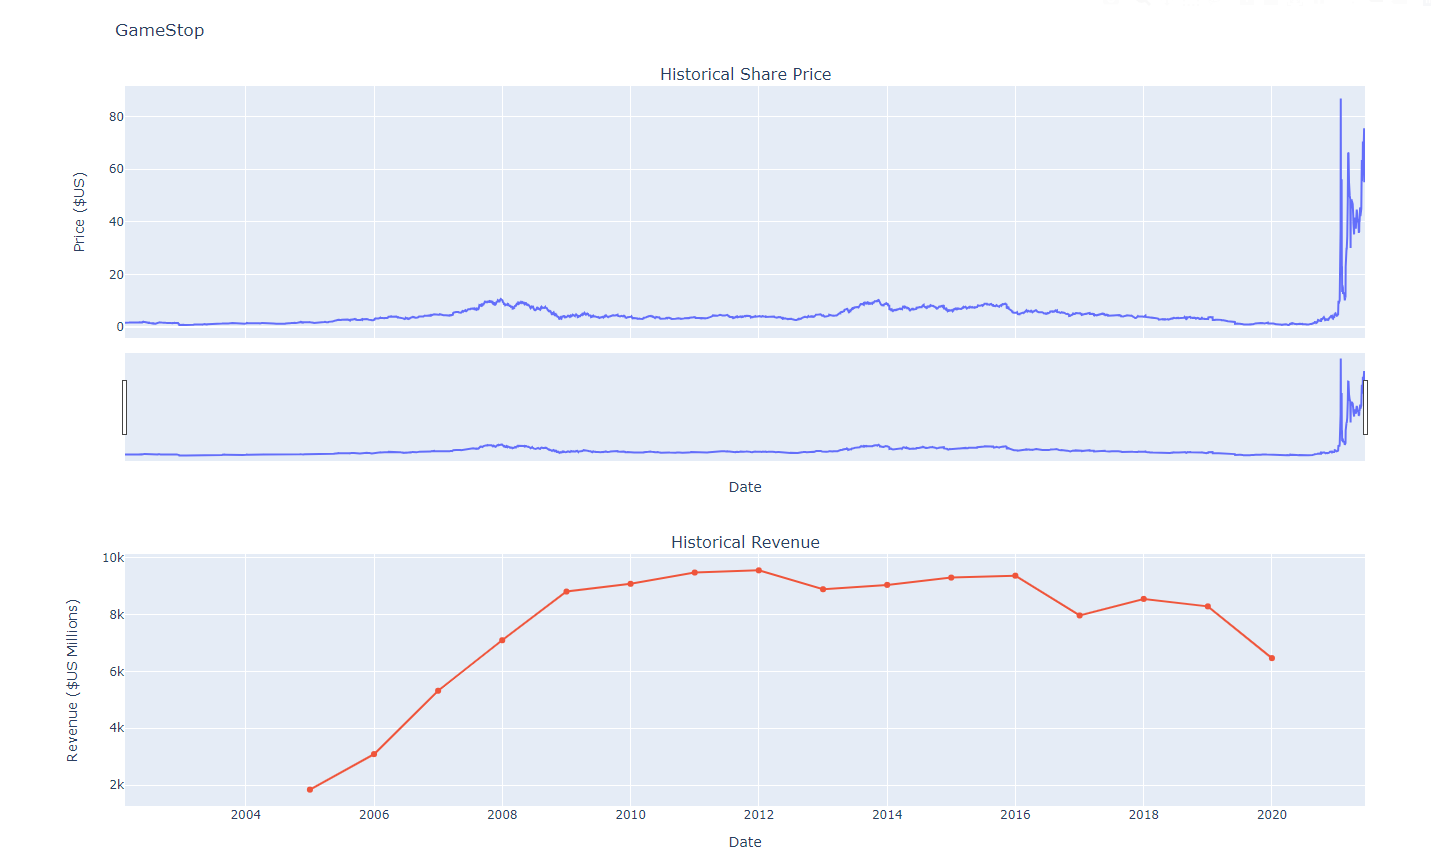 GameStop
Historical Share Price
80
60
40
20
0
Price ($US)
Date
Historical Revenue
10k
8k
6k
4k
2k
Revenue ($US Millions)
2004 2006 2008 2010 2012 2014 2016 2018 2020
Date